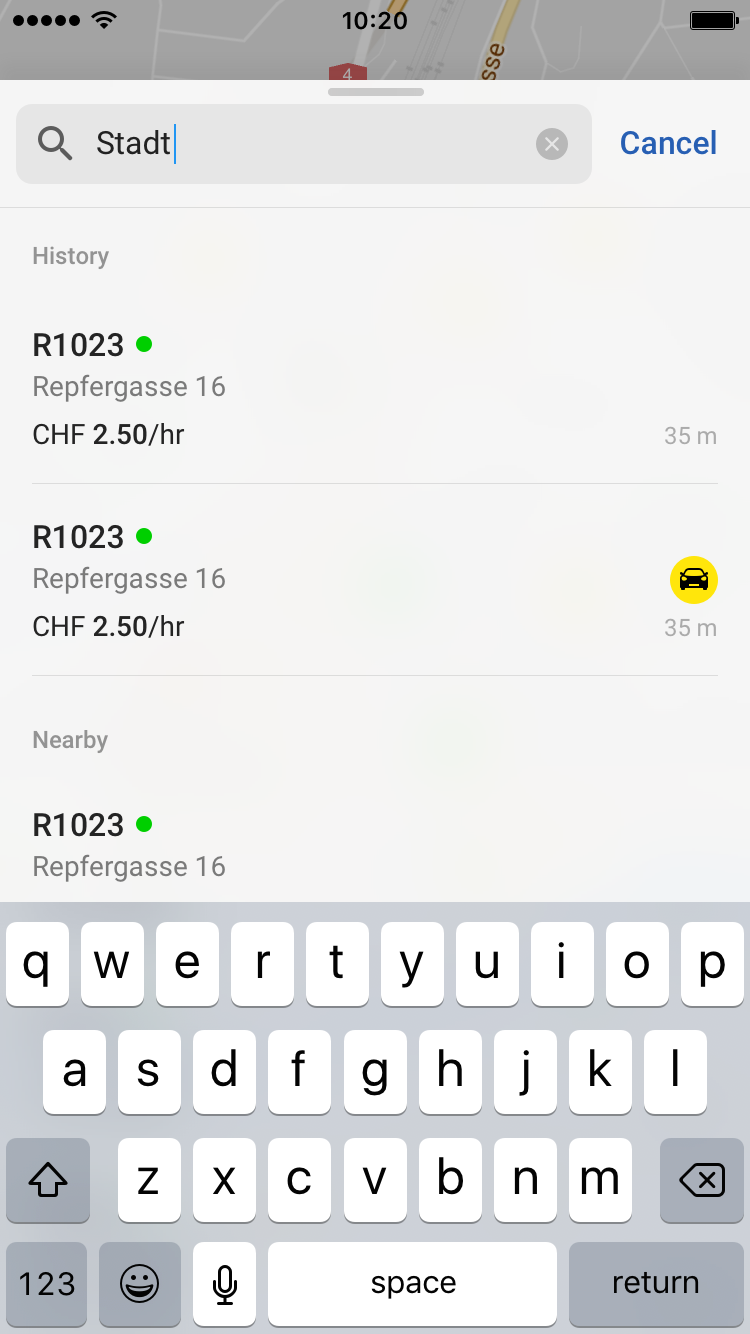 10:20
4
sse
Stadt
Cancel
History
R1023
Repfergasse 16
CHF 2.50/hr
35 m
R1023
Repfergasse 16
CHF 2.50/hr
35 m
Nearby
R1023
Repfergasse 16
q w e r t y u i o p
a s d f g h j k l
z x c v b n m
123 space return